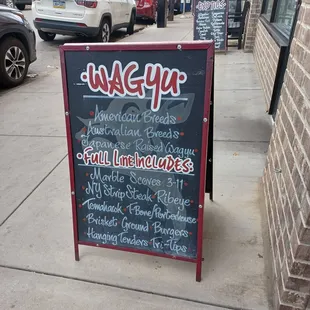 WAGYU
American Breeds
Australian Breeds
Japanese Raised Wagyu
Full Line Includes:
Marble Scores 3-11
NY Strip Steak Ribeye
Tomahawk T-Bone/Porterhouse
Brisket Ground Burgers
Hanging Tenders Tri-Tips